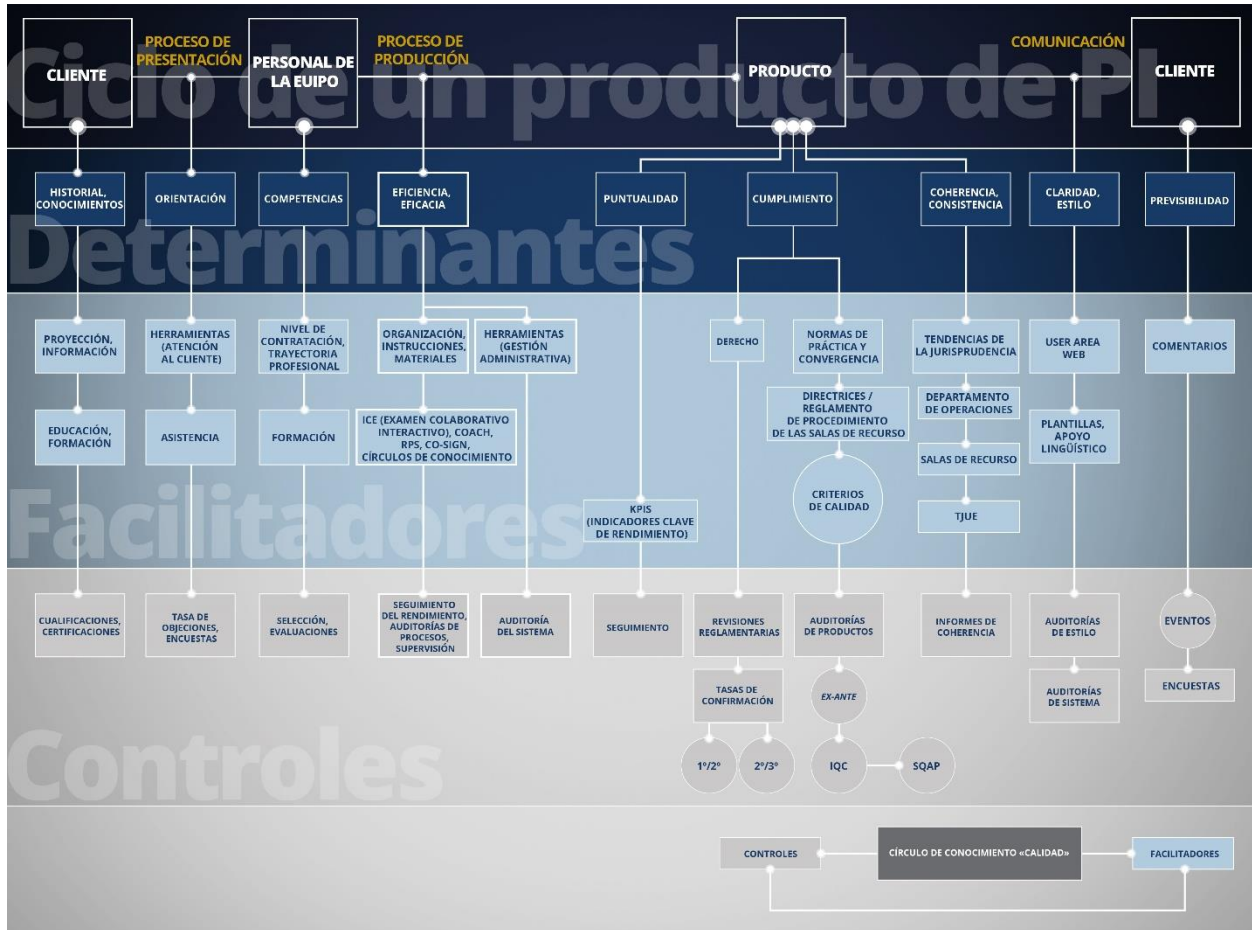 Ciclo de un producto de PI
CLIENTE
PROCESO DE
PRESENTACIÓN
PERSONAL DE
LA EUIPO
PROCESO DE
PRODUCCIÓN
PRODUCTO
COMUNICACIÓN
CLIENTE
Determinantes
HISTORIAL,
CONOCIMIENTOS
ORIENTACIÓN
COMPETENCIAS
EFICIENCIA,
EFICACIA
PUNTUALIDAD
CUMPLIMIENTO
COHERENCIA,
CONSISTENCIA
CLARIDAD,
ESTILO
PREVISIBILIDAD
Facilitadores
PROYECCIÓN,
INFORMACIÓN
HERRAMIENTAS
(ATENCIÓN
AL CLIENTE)
NIVEL DE
CONTRATACIÓN,
TRAYECTORIA
PROFESIONAL
ORGANIZACIÓN,
INSTRUCCIONES,
MATERIALES
HERRAMIENTAS
(GESTIÓN
ADMINISTRATIVA)
DERECHO
NORMAS DE
PRÁCTICA Y
CONVERGENCIA
TENDENCIAS DE
LA JURISPRUDENCIA
USER AREA
WEB
COMENTARIOS
EDUCACIÓN,
FORMACIÓN
ASISTENCIA
FORMACIÓN
ICE (EXAMEN COLABORATIVO
INTERACTIVO), COACH,
RPS, CO-SIGN,
CÍRCULOS DE CONOCIMIENTO
DIRECTRICES /
REGLAMENTO
DE PROCEDIMIENTO
DE LAS SALAS DE RECURSO
DEPARTAMENTO
DE OPERACIONES
PLANTILLAS,
APOYO
LINGÜÍSTICO
SALAS DE RECURSO
KPIS
(INDICADORES CLAVE
DE RENDIMIENTO)
CRITERIOS
DE CALIDAD
TJUE
Controles
CUALIFICACIONES,
CERTIFICACIONES
TASA DE
OBJECIONES,
ENCUESTAS
SELECCIÓN,
EVALUACIONES
SEGUIMIENTO
DEL RENDIMIENTO,
AUDITORÍAS DE
PROCESOS,
SUPERVISIÓN
AUDITORÍA
DEL SISTEMA
SEGUIMIENTO
REVISIONES
REGLAMENTARIAS
AUDITORÍAS
DE PRODUCTOS
INFORMES DE
COHERENCIA
AUDITORÍAS
DE ESTILO
EVENTOS
TASAS DE
CONFIRMACIÓN
EX-ANTE
AUDITORÍAS
DE SISTEMA
ENCUESTAS
1º/2º
2º/3º
IQC
SQAP
CONTROLES
CÍRCULO DE CONOCIMIENTO «CALIDAD»
FACILITADORES